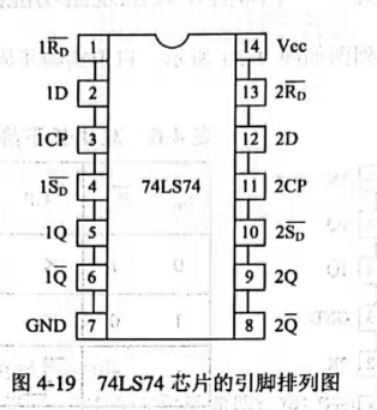 1R̅D̅ 1 14 Vcc
1D 2 13 2R̅D̅
1CP 3 12 2D
1S̅D̅ 4 74LS74 11 2CP
1Q 5 10 2S̅D̅
1Q̅ 6 9 2Q
GND 7 8 2Q̅
图 4-19 74LS74 芯片的引脚排列图